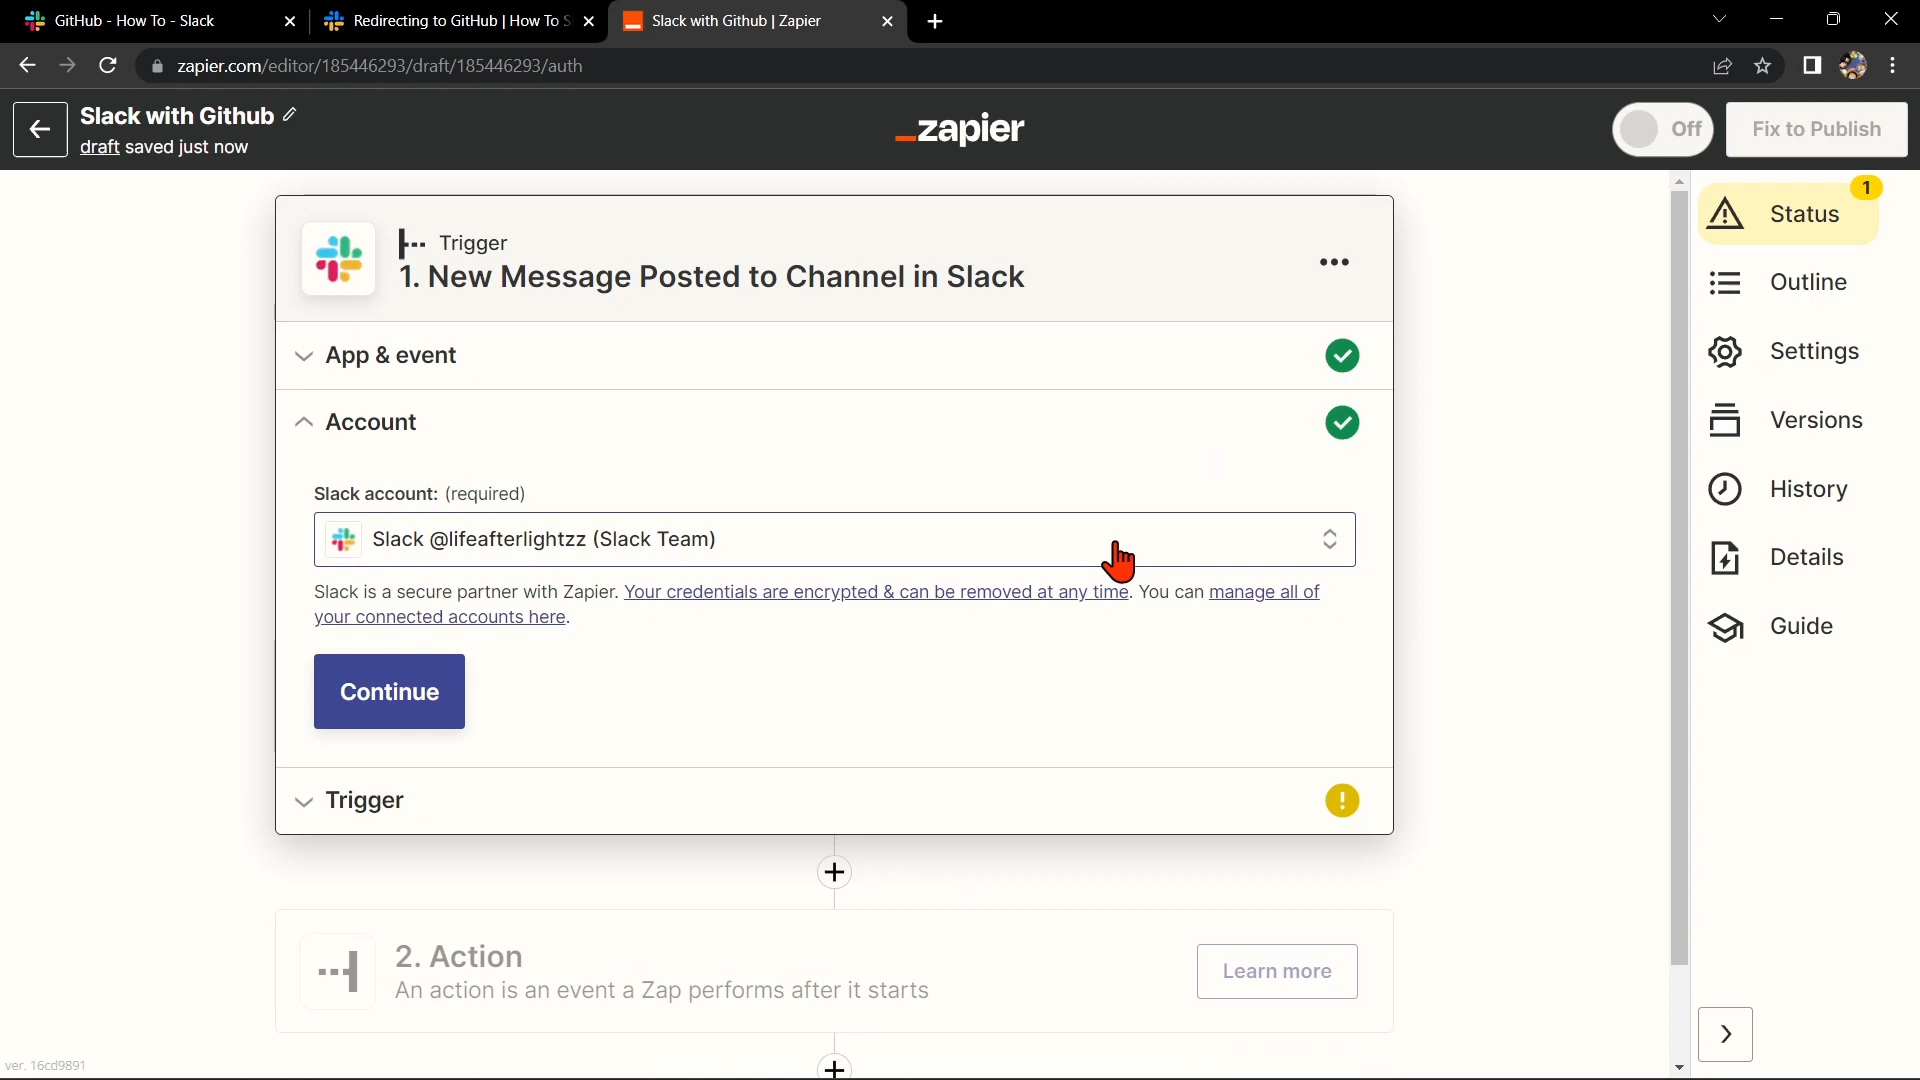 GitHub - How To - Slack
Redirecting to GitHub | How To S
Slack with Github | Zapier
zapier.com/editor/185446293/draft/185446293/auth
Slack with Github
draft saved just now
_zapier
Off
Fix to Publish
Trigger
1. New Message Posted to Channel in Slack
App & event
Account
Slack account: (required)
Slack @lifeafterlightzz (Slack Team)
Slack is a secure partner with Zapier. Your credentials are encrypted & can be removed at any time. You can manage all of
your connected accounts here.
Continue
Trigger
2. Action
An action is an event a Zap performs after it starts
Learn more
1
Status
Outline
Settings
Versions
History
Details
Guide
ver. 16cd9891